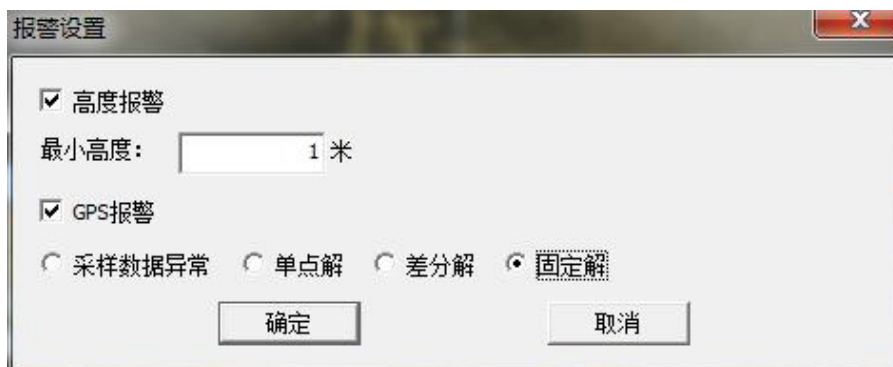 报警设置
高度报警
最小高度： 1 米
GPS报警
采样数据异常 单点解 差分解 固定解
确定 取消